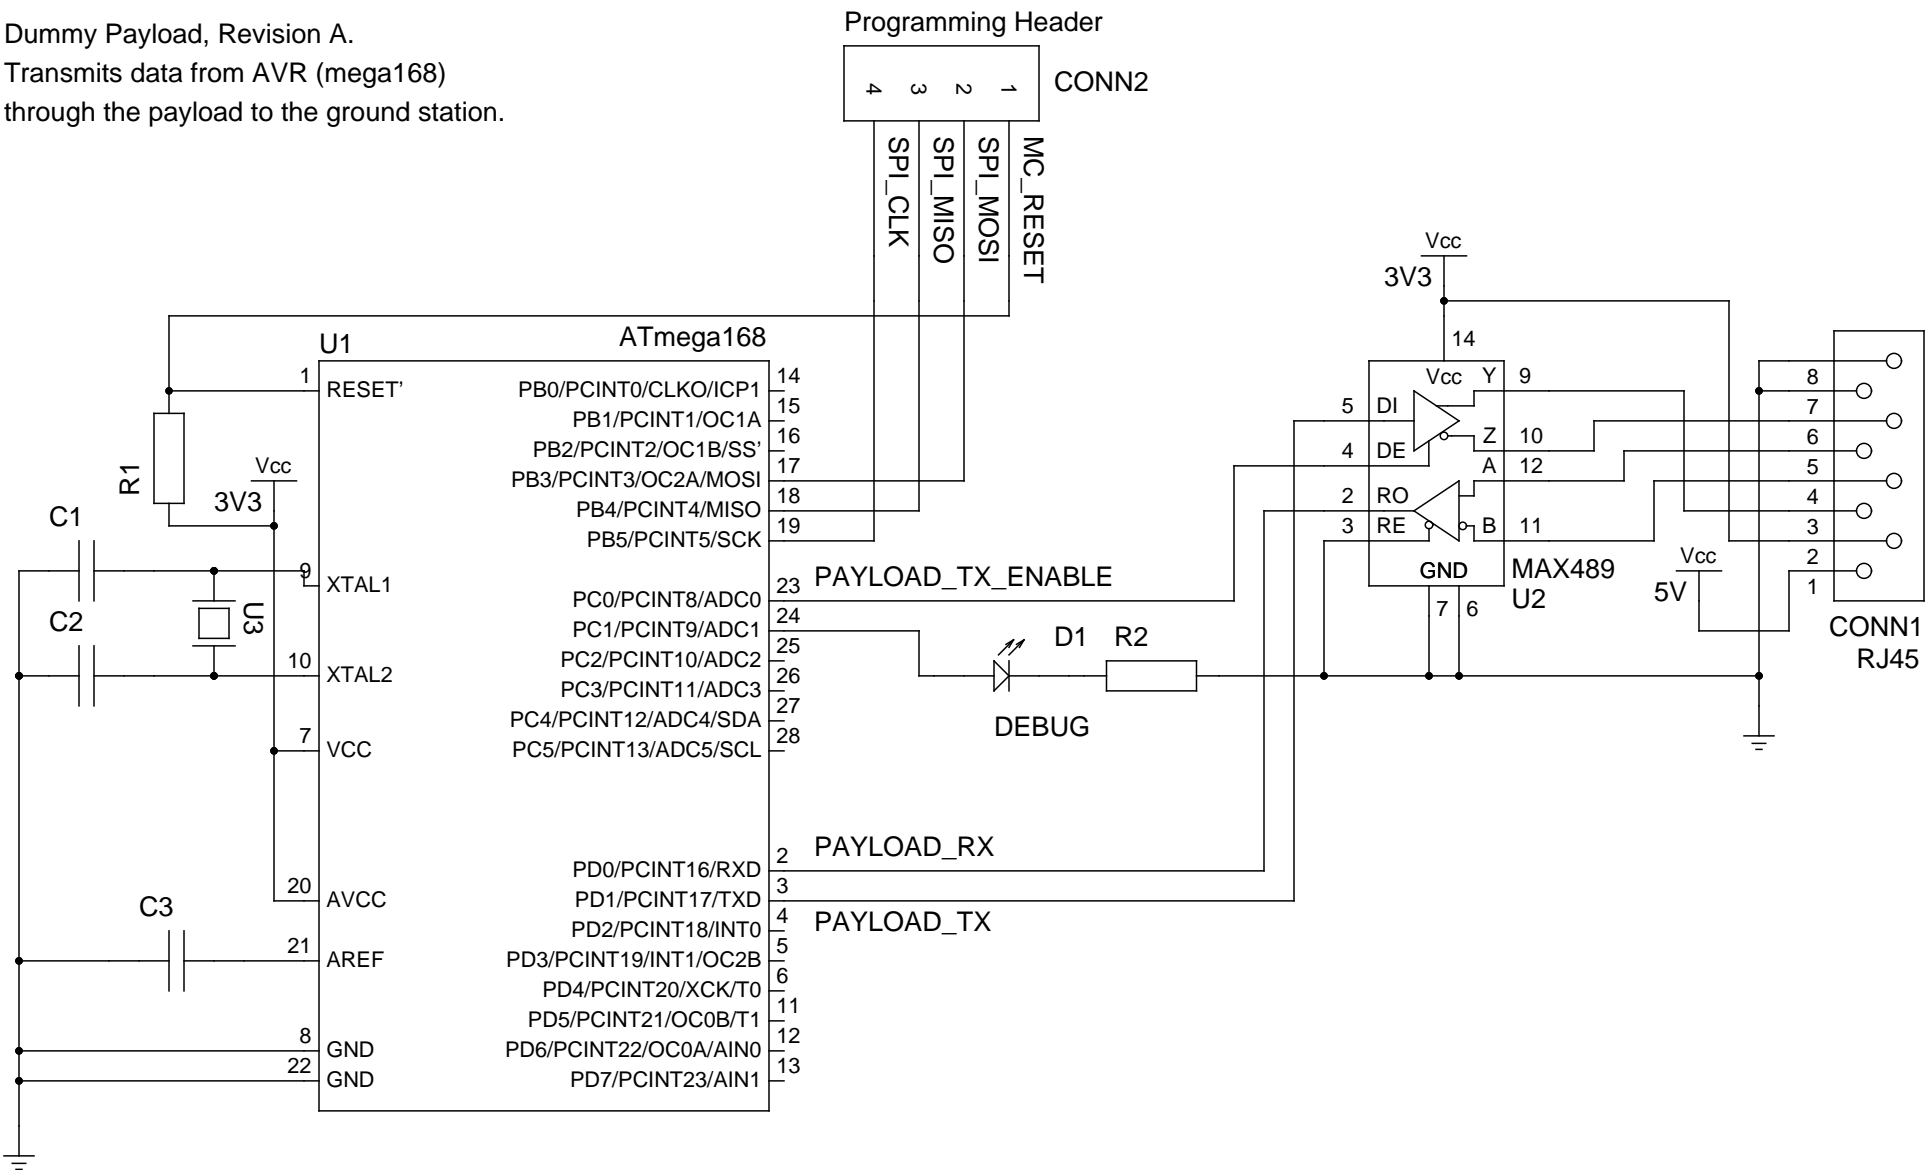 Dummy Payload, Revision A.
Transmits data from AVR (mega168)
through the payload to the ground station.
Programming Header
4 3 2 1
CONN2
SPI_CLK
SPI_MISO
SPI_MOSI
MC_RESET
U1
ATmega168
1
RESET'
R1
Vcc
3V3
C1
9
XTAL1
U3
C2
10
XTAL2
7
VCC
20
AVCC
C3
21
AREF
8
GND
22
GND
PB0/PCINT0/CLKO/ICP1
14
PB1/PCINT1/OC1A
15
PB2/PCINT2/OC1B/SS'
16
PB3/PCINT3/OC2A/MOSI
17
PB4/PCINT4/MISO
18
PB5/PCINT5/SCK
19
PC0/PCINT8/ADC0
23
PAYLOAD_TX_ENABLE
PC1/PCINT9/ADC1
24
PC2/PCINT10/ADC2
25
PC3/PCINT11/ADC3
26
PC4/PCINT12/ADC4/SDA
27
PC5/PCINT13/ADC5/SCL
28
PD0/PCINT16/RXD
2
PAYLOAD_RX
PD1/PCINT17/TXD
3
PAYLOAD_TX
PD2/PCINT18/INT0
4
PD3/PCINT19/INT1/OC2B
5
PD4/PCINT20/XCK/T0
6
PD5/PCINT21/OC0B/T1
11
PD6/PCINT22/OC0A/AIN0
12
PD7/PCINT23/AIN1
13
D1
R2
DEBUG
Vcc
3V3
14
Vcc
Y
9
5
DI
Z
10
4
DE
A
12
2
RO
3
RE
B
11
GND
7
6
MAX489
U2
Vcc
5V
8
7
6
5
4
3
2
1
CONN1
RJ45